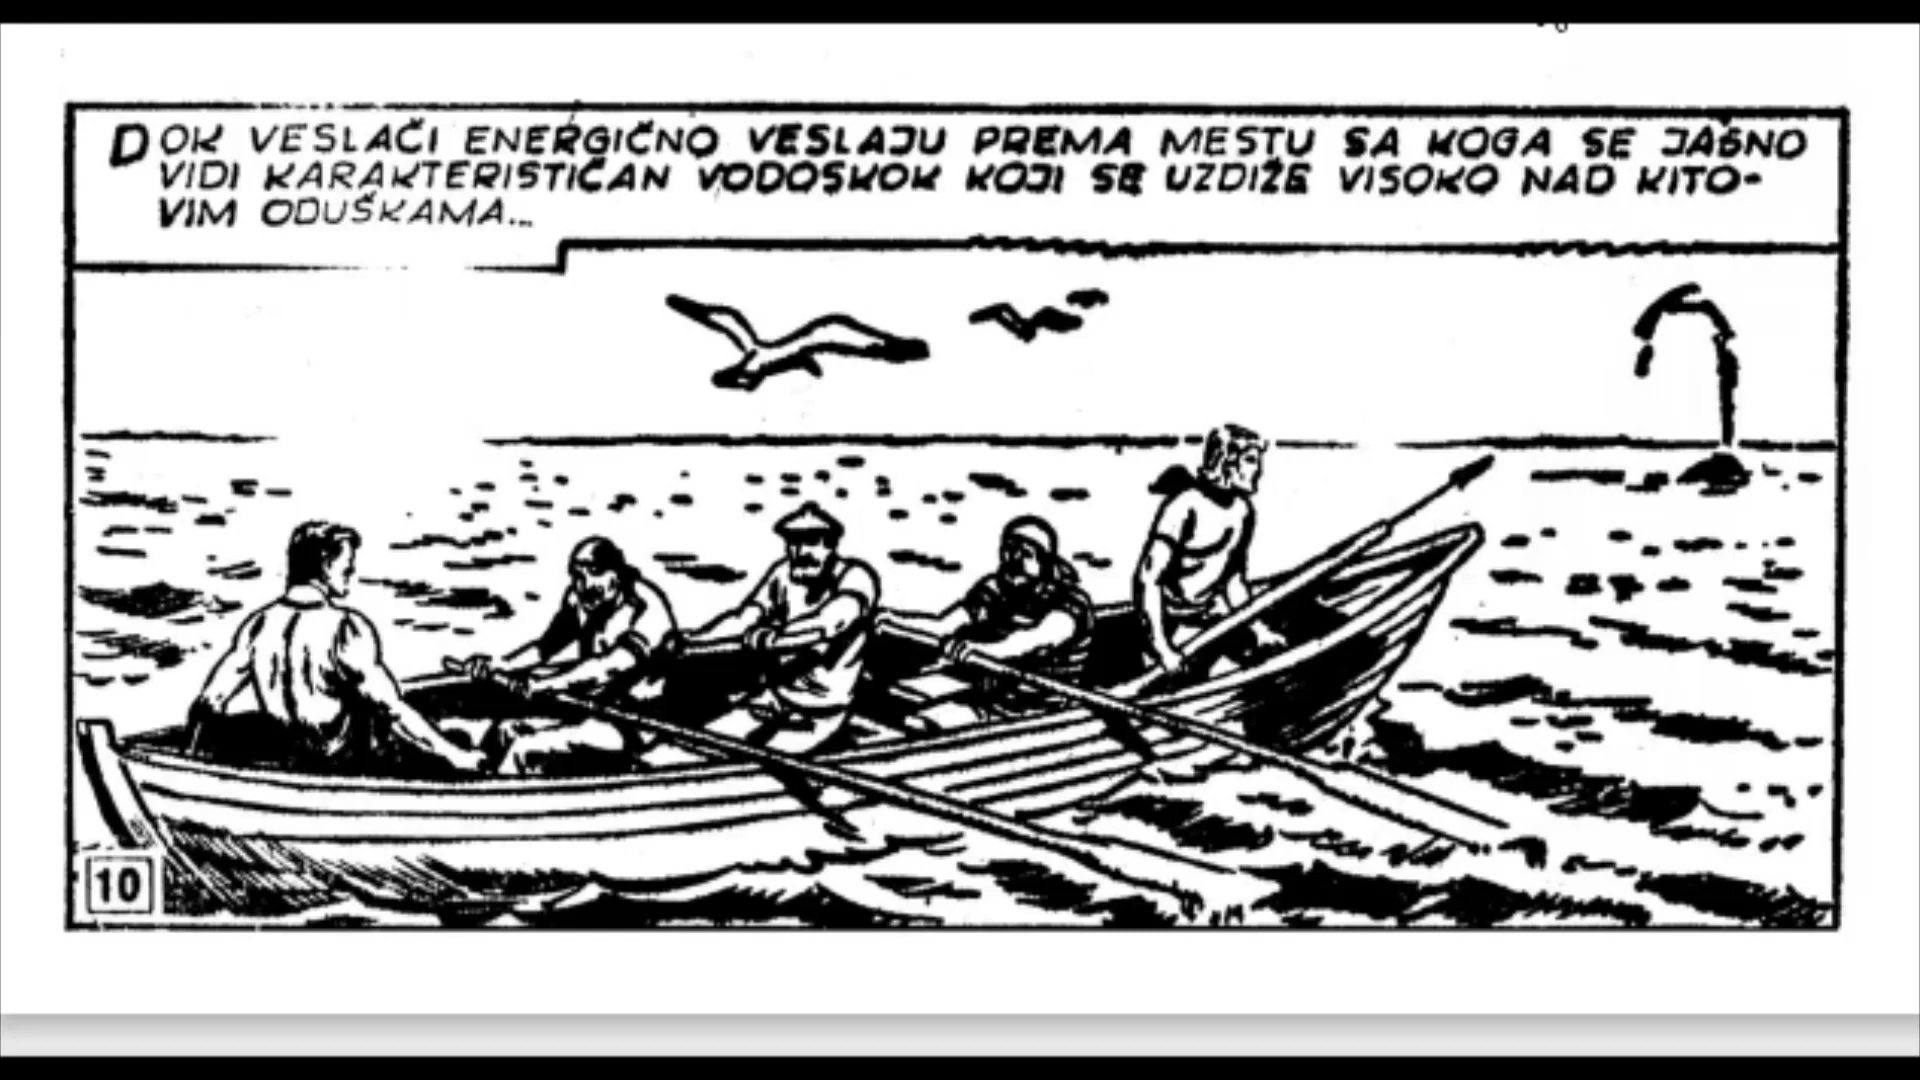 DOK VESLAČI ENERGIČNO VESLAJU PREMA MESTU SA KOGA SE JASNO
VIDI KARAKTERISTIČAN VODOSKOK KOJI SE UZDIŽE VISOKO NAD KITO-
VIM ODUŠKAMA...
10